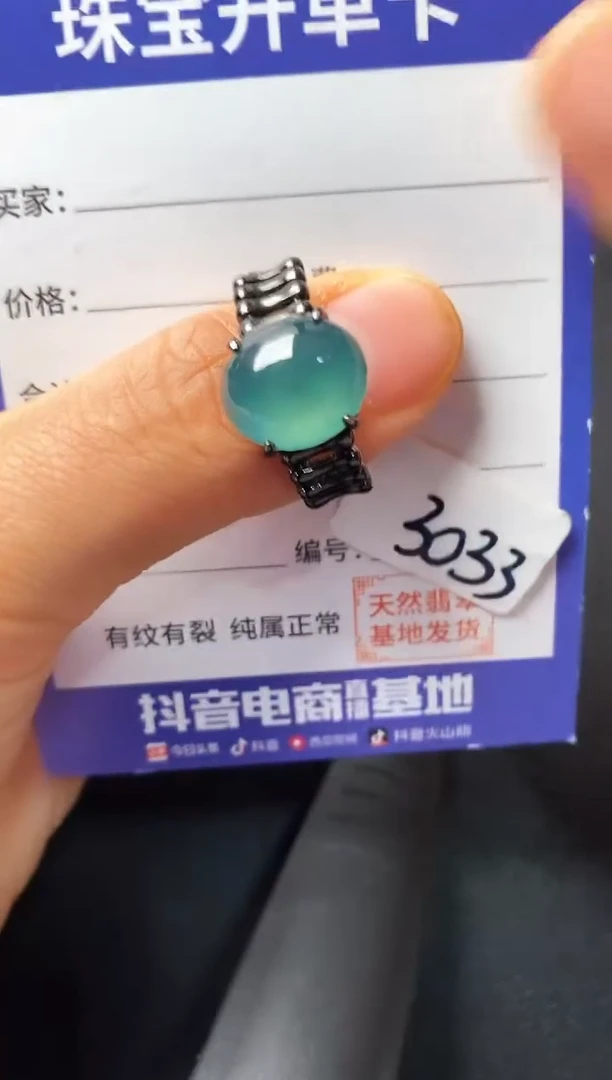 珠宝开单卡
买家:
价格:
3033
编号:
天然翡翠
基地发货
有纹有裂 纯属正常
抖音电商直播基地
今日头条 抖音 西瓜视频 抖音火山版